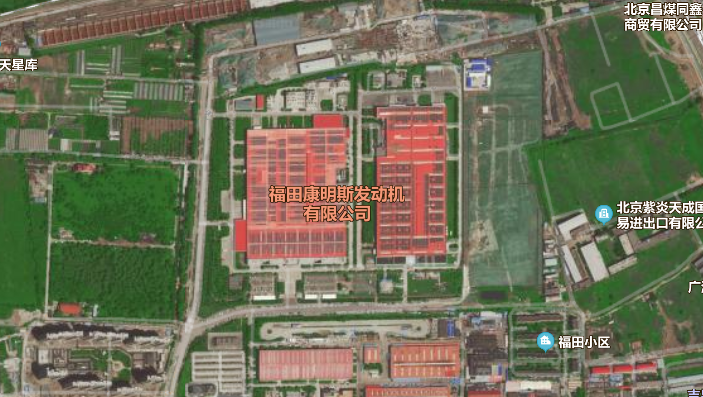 北京昌煤同鑫
商贸有限公司
天星库
福田康明斯发动机
有限公司
北京紫炎天成国
易进出口有限公
广
福田小区